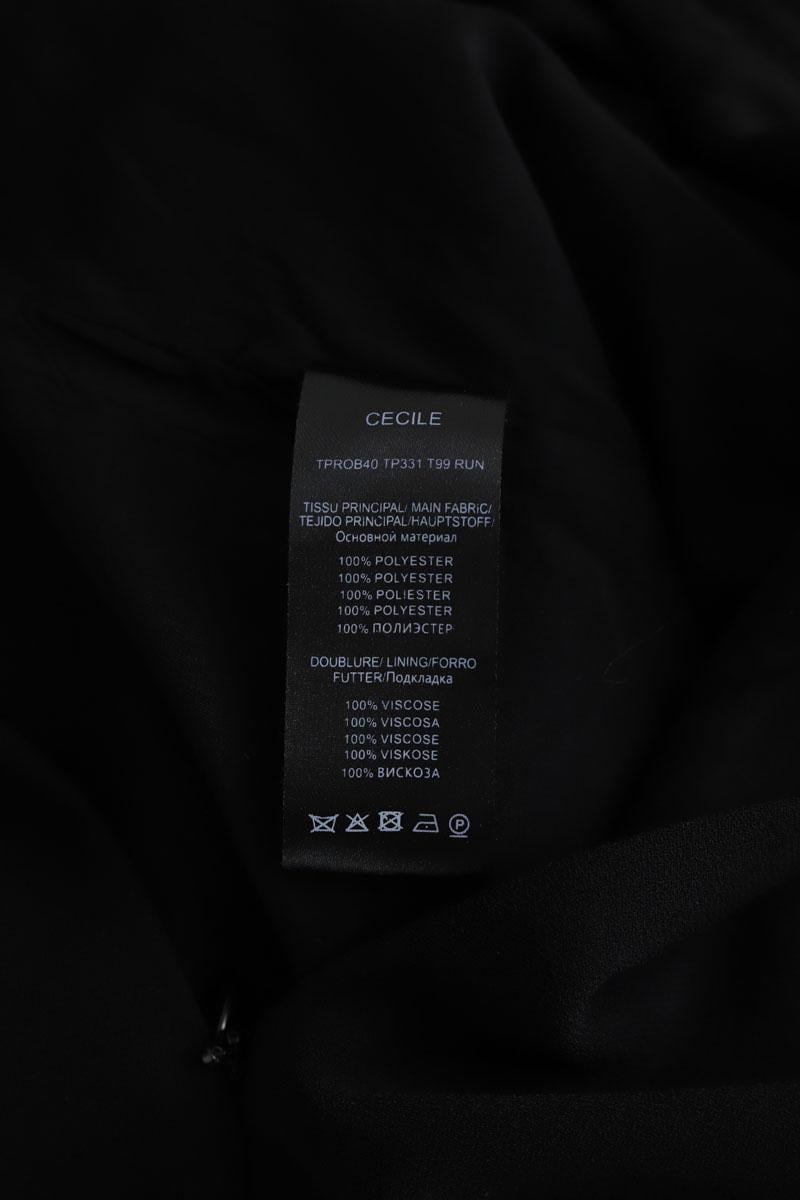 CECILE
TPROB40 TP331 T99 RUN
TISSU PRINCIPAL/ MAIN FABRIC/
TEJIDO PRINCIPAL/HAUPTSTOFF/
Основной материал
100% POLYESTER
100% POLYESTER
100% POLIESTER
100% POLYESTER
100% ПОЛИЭСТЕР
DOUBLURE/ LINING/FORRO
FUTTER/Подкладка
100% VISCOSE
100% VISCOSA
100% VISCOSE
100% VISKOSE
100% ВИСКОЗА
P